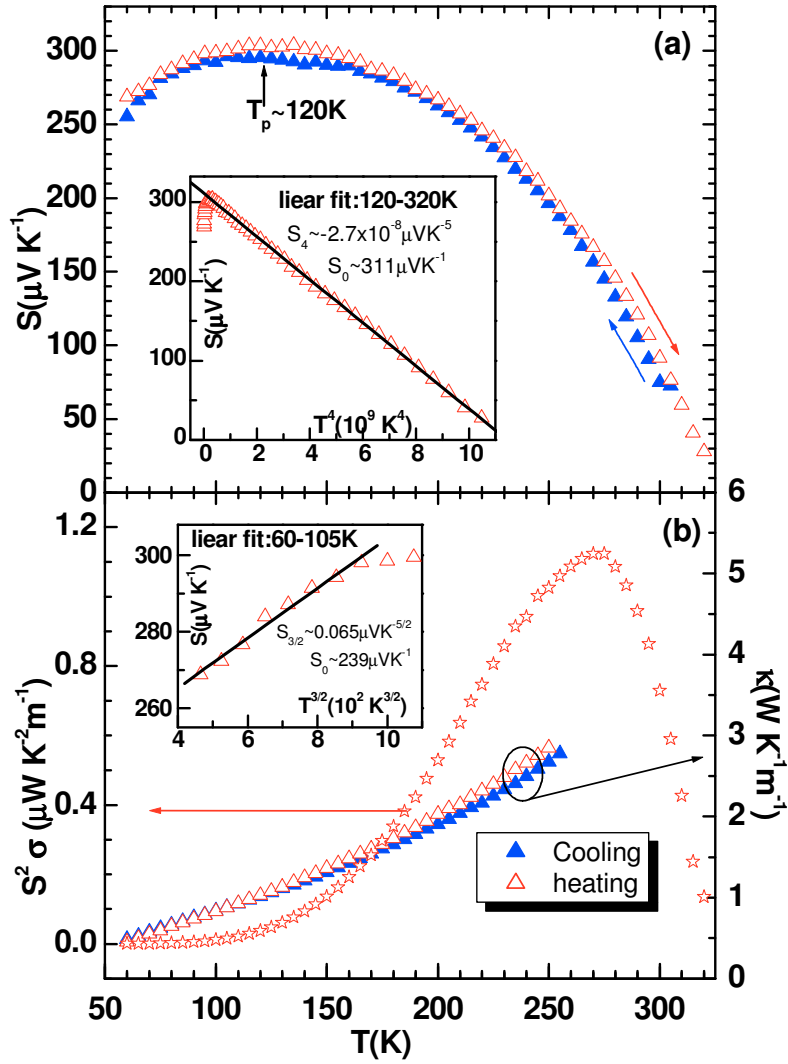 (a)
300
250
200
150
100
50
0
S(μV K⁻¹)
Tₚ~120K
liear fit:120-320K
S₄~-2.7x10⁻⁸μVK⁻⁵
S₀~311μVK⁻¹
300
200
100
0
S(μV K⁻¹)
0 2 4 6 8 10
T⁴(10⁹ K⁴)
(b)
1.2
0.8
0.4
0.0
S² σ (μW K⁻²m⁻¹)
6
5
4
3
2
1
0
κ(W K⁻¹m⁻¹)
liear fit:60-105K
300
280
260
S(μV K⁻¹)
S₃/₂~0.065μVK⁻⁵/²
S₀~239μVK⁻¹
T³/²(10² K³/²)
4 6 8 10
Cooling
heating
50 100 150 200 250 300
T(K)